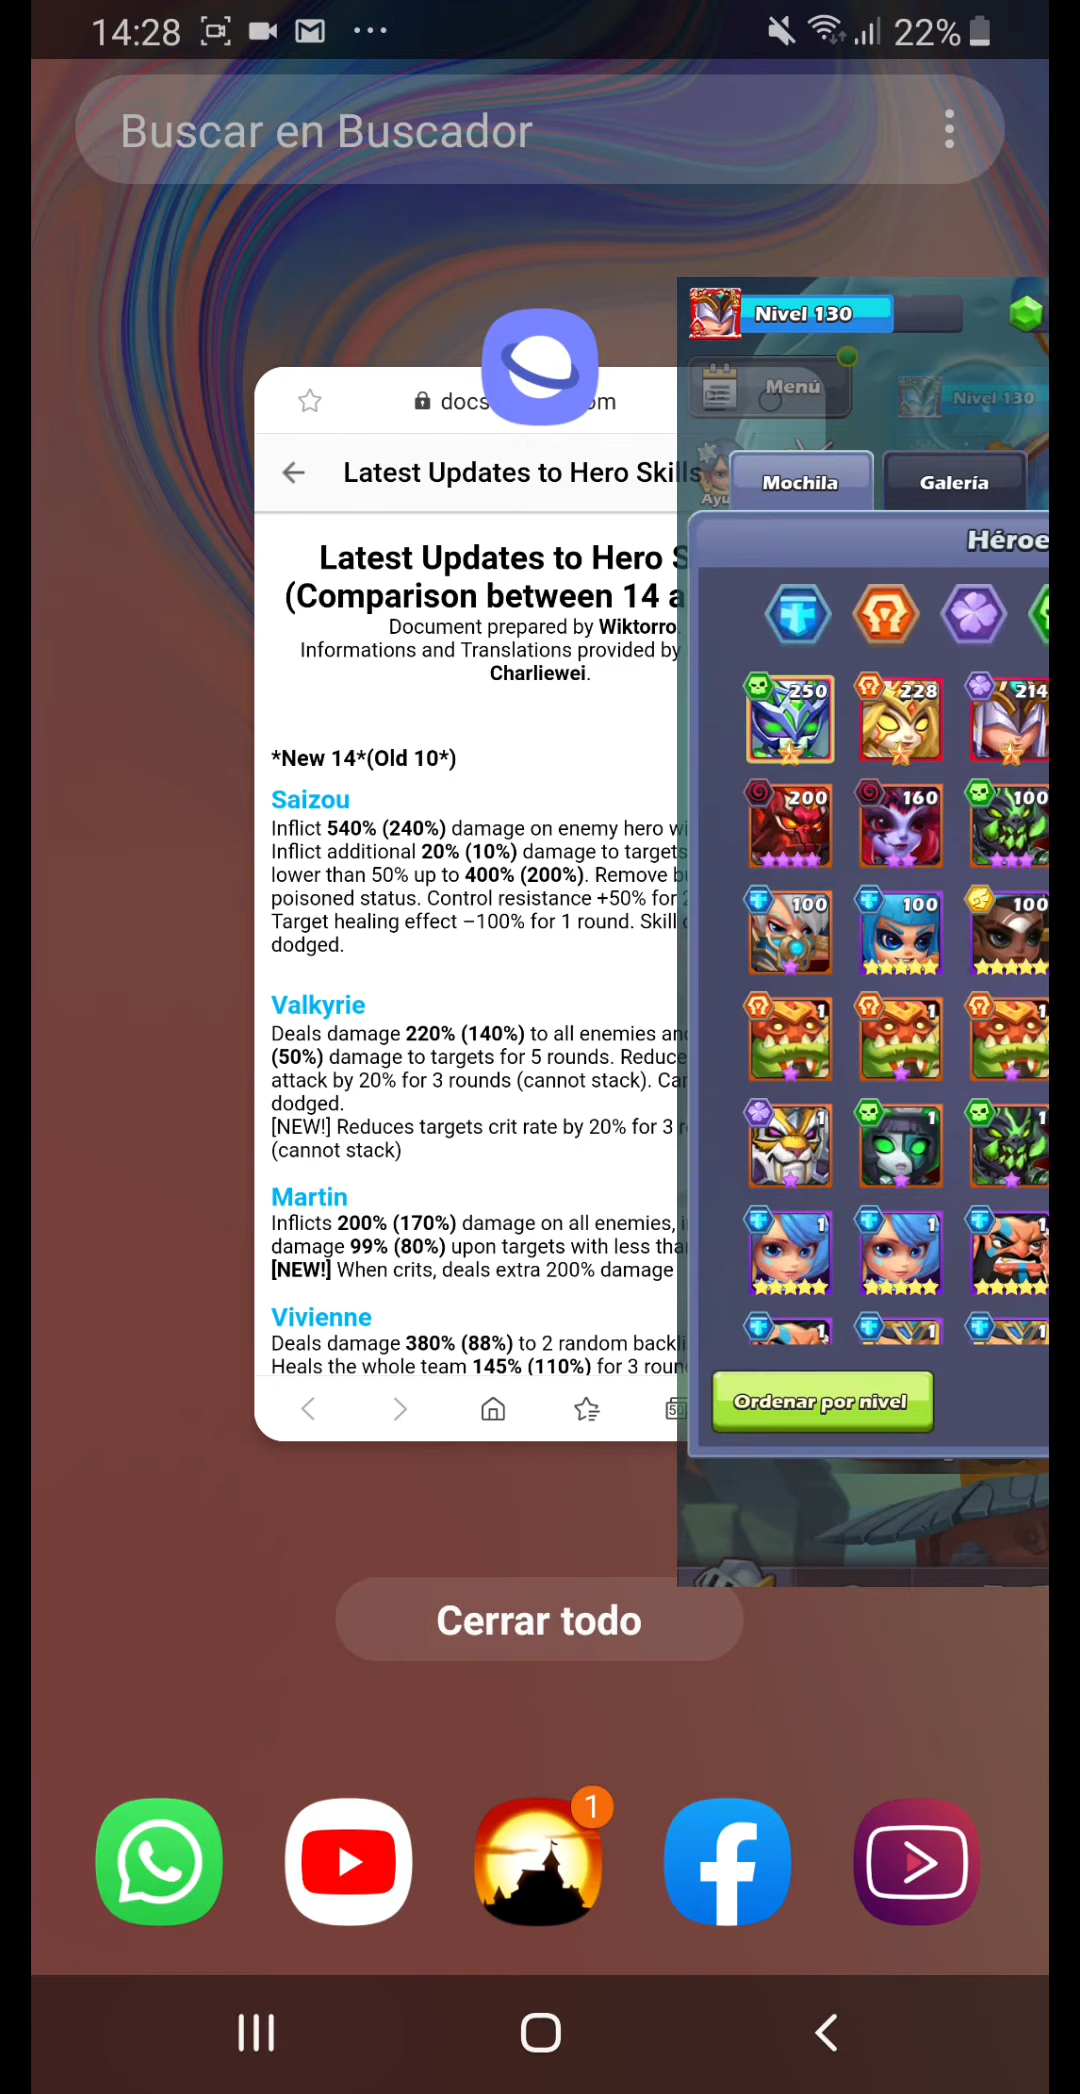 14:28
22%
Buscar en Buscador
docs
om
Latest Updates to Hero Skills
Latest Updates to Hero S
(Comparison between 14 a
Document prepared by Wiktorro.
Informations and Translations provided by
Charliewei.
*New 14*(Old 10*)
Saizou
Inflict 540% (240%) damage on enemy hero wi
Inflict additional 20% (10%) damage to targets
lower than 50% up to 400% (200%). Remove bu
poisoned status. Control resistance +50% for 2
Target healing effect –100% for 1 round. Skill c
dodged.
Valkyrie
Deals damage 220% (140%) to all enemies and
(50%) damage to targets for 5 rounds. Reduce
attack by 20% for 3 rounds (cannot stack). Can
dodged.
[NEW!] Reduces targets crit rate by 20% for 3 r
(cannot stack)
Martin
Inflicts 200% (170%) damage on all enemies, i
damage 99% (80%) upon targets with less tha
[NEW!] When crits, deals extra 200% damage
Vivienne
Deals damage 380% (88%) to 2 random backli
Heals the whole team 145% (110%) for 3 roun
50
Nivel 130
Menú
Nivel 130
Ayu
Mochila
Galería
Héroe
250
228
214
200
160
100
100
100
100
1
1
1
1
1
1
1
1
1
1
1
1
Ordenar por nivel
Cerrar todo
1